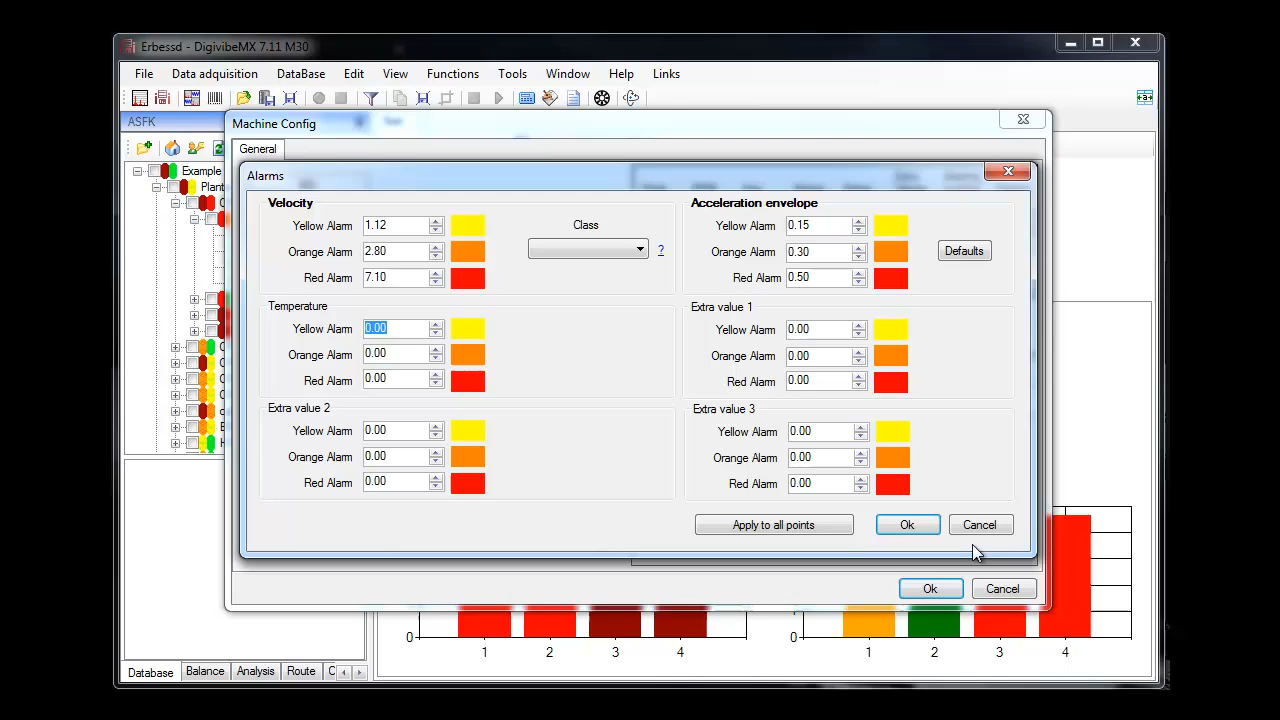 Erbessd - DigivibeMX 7.11 M30
File Data adquisition DataBase Edit View Functions Tools Window Help Links
ASFK
Machine Config
General
Example
Plant
Alarms
Velocity
Yellow Alarm 1.12
Orange Alarm 2.80
Red Alarm 7.10
Class
?
Acceleration envelope
Yellow Alarm 0.15
Orange Alarm 0.30
Red Alarm 0.50
Defaults
Temperature
Yellow Alarm 0.00
Orange Alarm 0.00
Red Alarm 0.00
Extra value 1
Yellow Alarm 0.00
Orange Alarm 0.00
Red Alarm 0.00
Extra value 2
Yellow Alarm 0.00
Orange Alarm 0.00
Red Alarm 0.00
Extra value 3
Yellow Alarm 0.00
Orange Alarm 0.00
Red Alarm 0.00
Apply to all points Ok Cancel
Ok Cancel
0 1 2 3 4
0 1 2 3 4
Database Balance Analysis Route